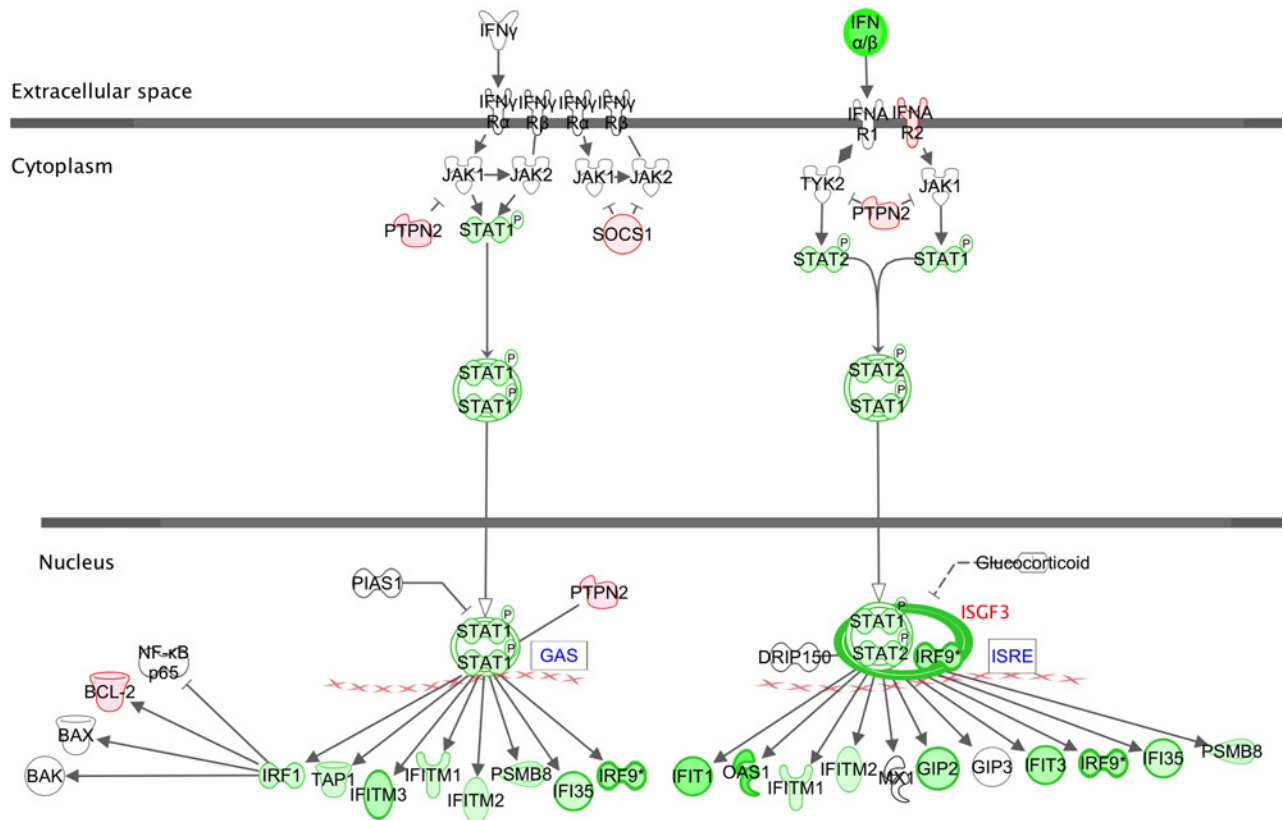 IFNγ
IFN
α/β
Extracellular space
IFNγ
Rα
IFNγ
Rβ
IFNγ
Rα
IFNγ
Rβ
IFNA
R1
IFNA
R2
Cytoplasm
JAK1
JAK2
JAK1
JAK2
TYK2
JAK1
PTPN2
STAT1
P
SOCS1
PTPN2
STAT2
P
STAT1
P
STAT1
P
STAT1
P
STAT2
P
STAT1
P
Nucleus
PIAS1
PTPN2
Glucocorticoid
STAT1
P
STAT1
P
GAS
STAT1
P
STAT2
P
IRF9*
ISGF3
ISRE
DRIP150
NF-κB
p65
BCL-2
BAX
BAK
IRF1
TAP1
IFITM3
IFITM1
IFITM2
PSMB8
IFI35
IRF9*
IFIT1
OAS1
IFITM1
IFITM2
MX1
GIP2
GIP3
IFIT3
IRF9*
IFI35
PSMB8